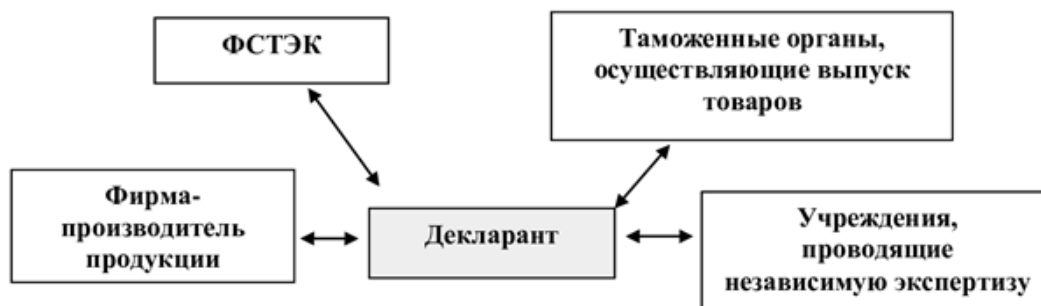 ФСТЭК
Таможенные органы,
осуществляющие выпуск
товаров
Фирма-
производитель
продукции
Декларант
Учреждения,
проводящие
независимую экспертизу